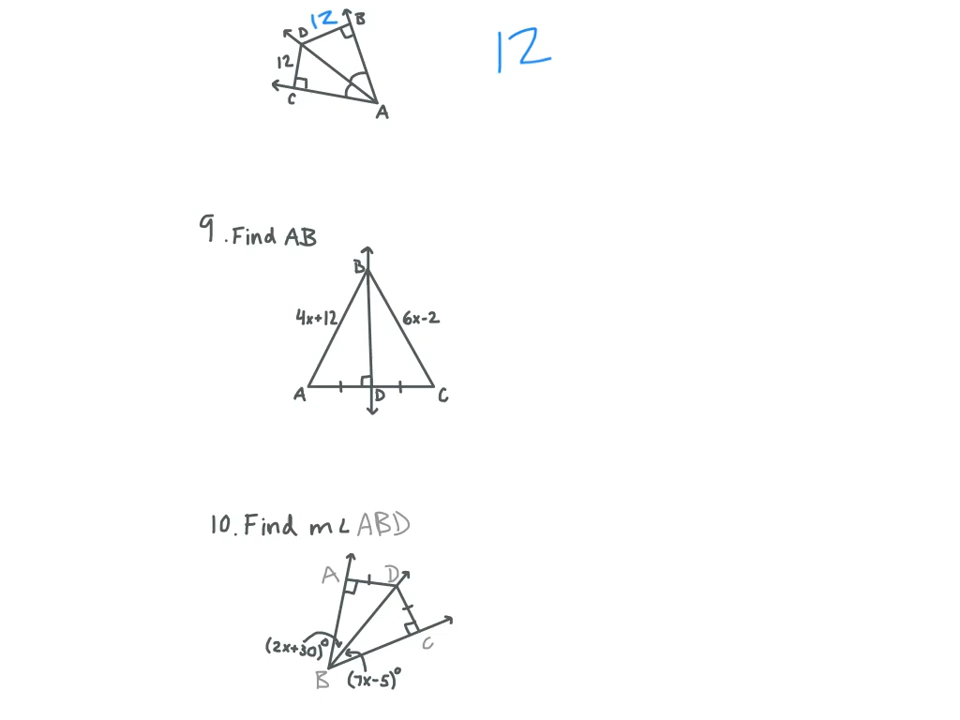 12
B
D
12
12
C
A
9. Find AB
B
4x+12
6x-2
A
D
C
10. Find m∠ABD
A
D
(2x+30)°
C
B
(7x-5)°